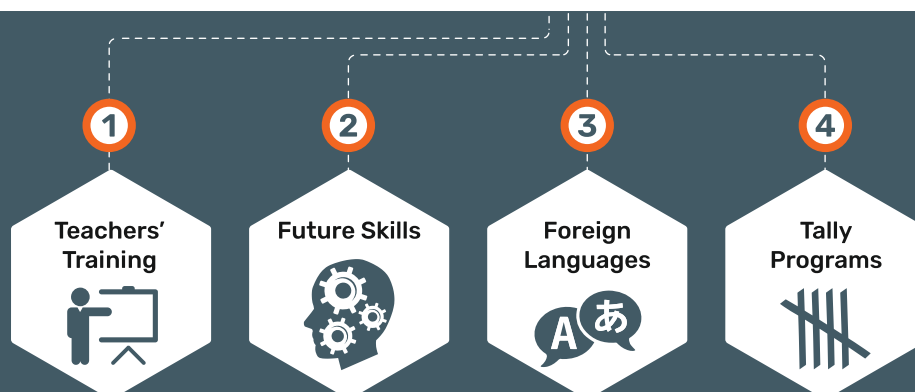 1
2
3
4
Teachers’
Training
Future Skills
Foreign
Languages
Tally
Programs
A
あ